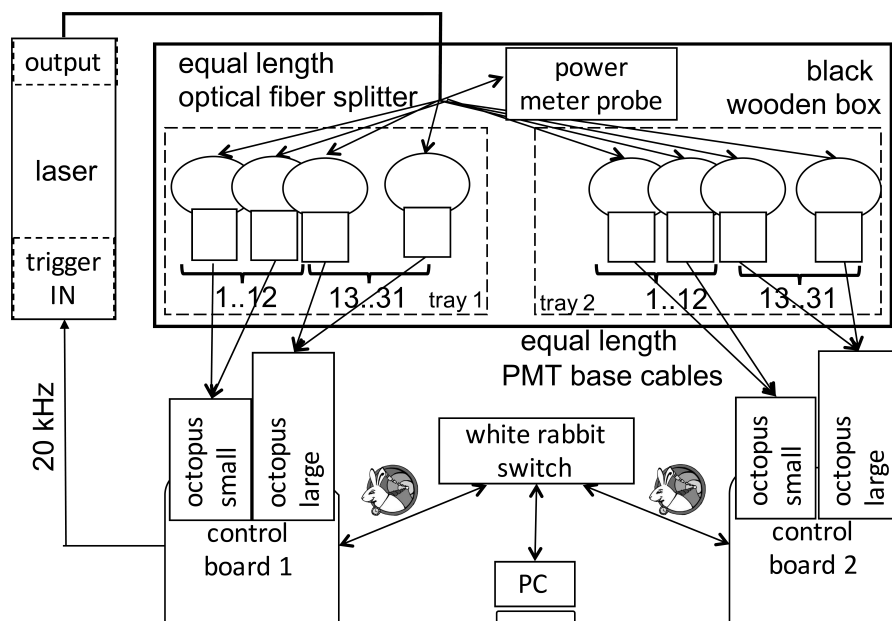 output
laser
trigger
IN
20 kHz
equal length
optical fiber splitter
power
meter probe
black
wooden box
1..12
13..31
tray 1
tray 2
1..12
13..31
equal length
PMT base cables
octopus
small
octopus
large
control
board 1
white rabbit
switch
PC
octopus
small
octopus
large
control
board 2